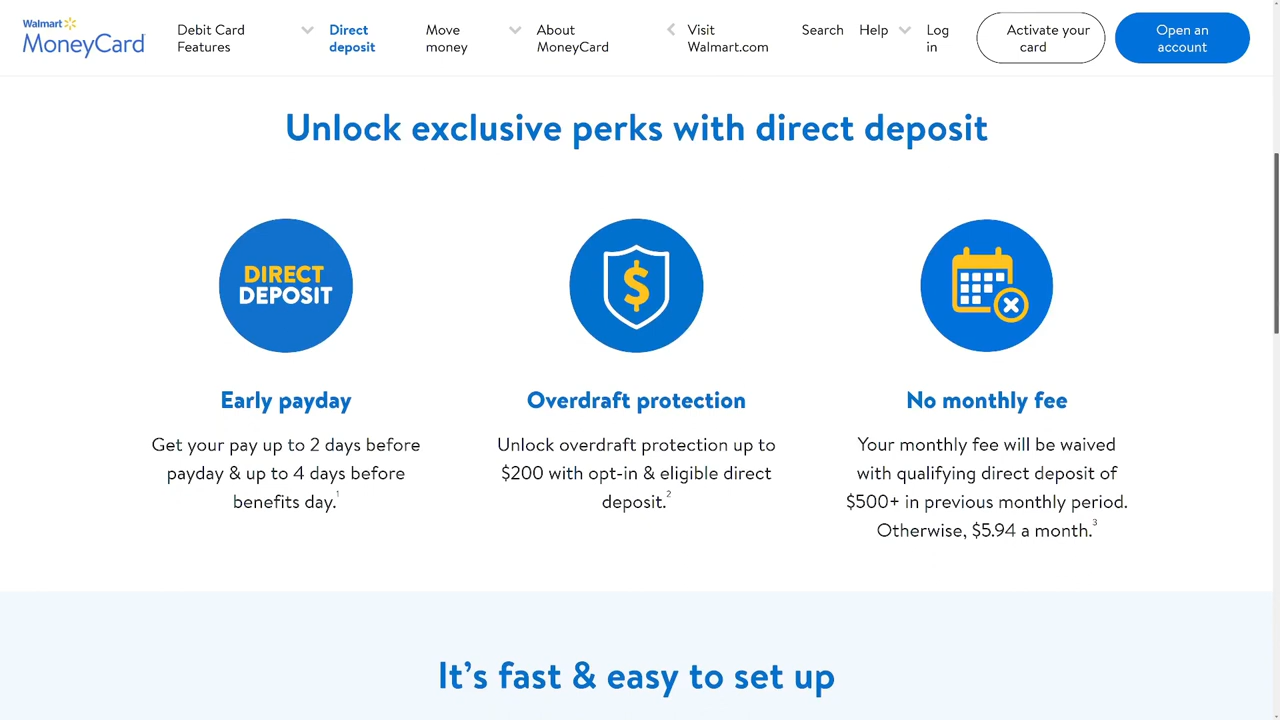 Walmart
MoneyCard
Debit Card
Features
Direct
deposit
Move
money
About
MoneyCard
Visit
Walmart.com
Search
Help
Log
in
Activate your
card
Open an
account
Unlock exclusive perks with direct deposit
DIRECT
DEPOSIT
$
Early payday
Get your pay up to 2 days before
payday & up to 4 days before
benefits day.1
Overdraft protection
Unlock overdraft protection up to
$200 with opt-in & eligible direct
deposit.2
No monthly fee
Your monthly fee will be waived
with qualifying direct deposit of
$500+ in previous monthly period.
Otherwise, $5.94 a month.3
It's fast & easy to set up